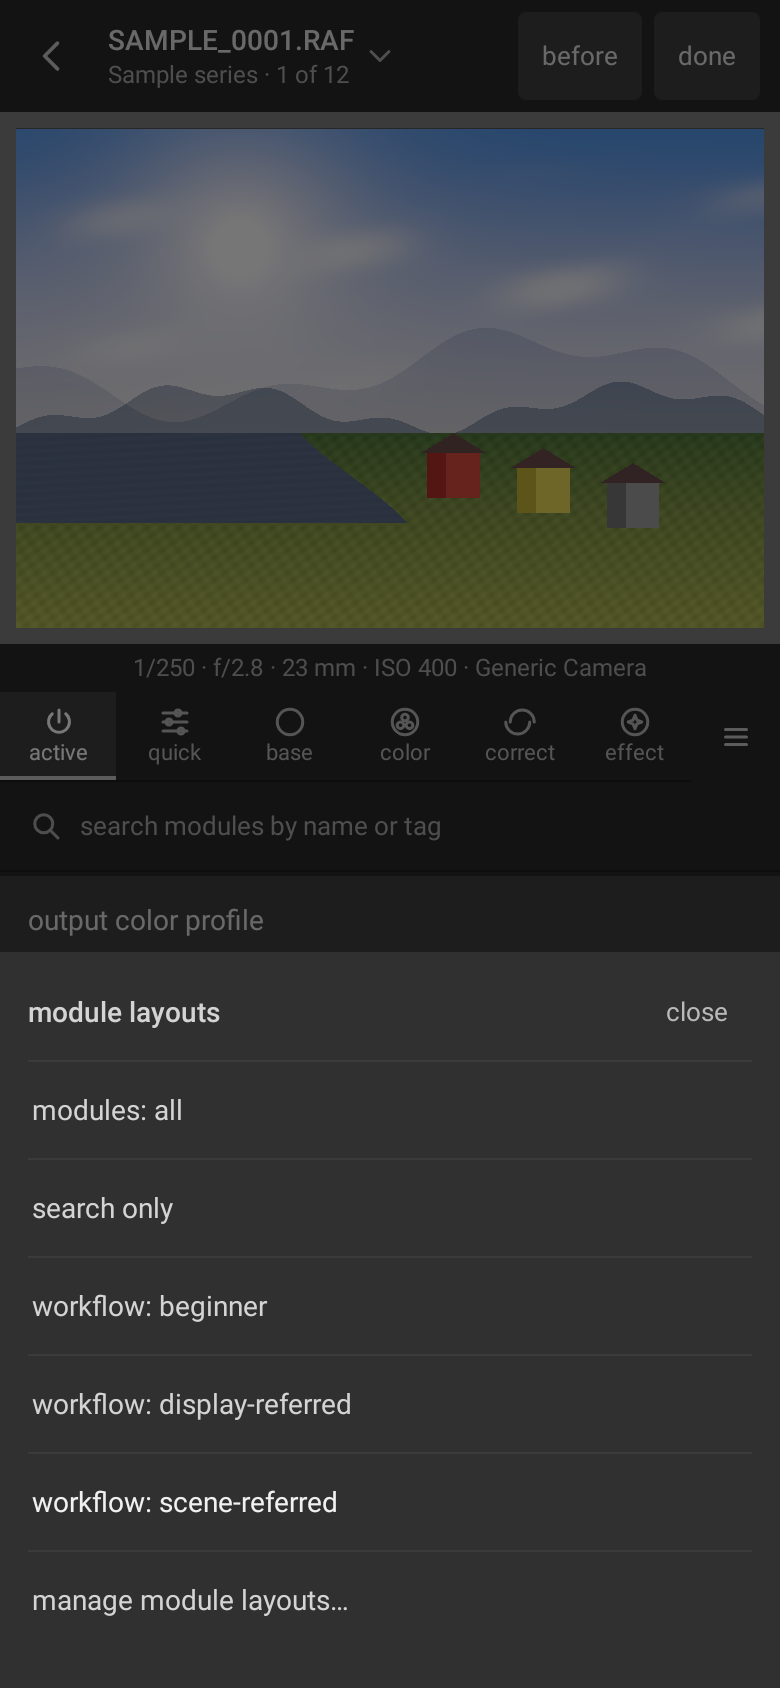 SAMPLE_0001.RAF
Sample series · 1 of 12
before
done
1/250 · f/2.8 · 23 mm · ISO 400 · Generic Camera
active
quick
base
color
correct
effect
search modules by name or tag
output color profile
module layouts
close
modules: all
search only
workflow: beginner
workflow: display-referred
workflow: scene-referred
manage module layouts...